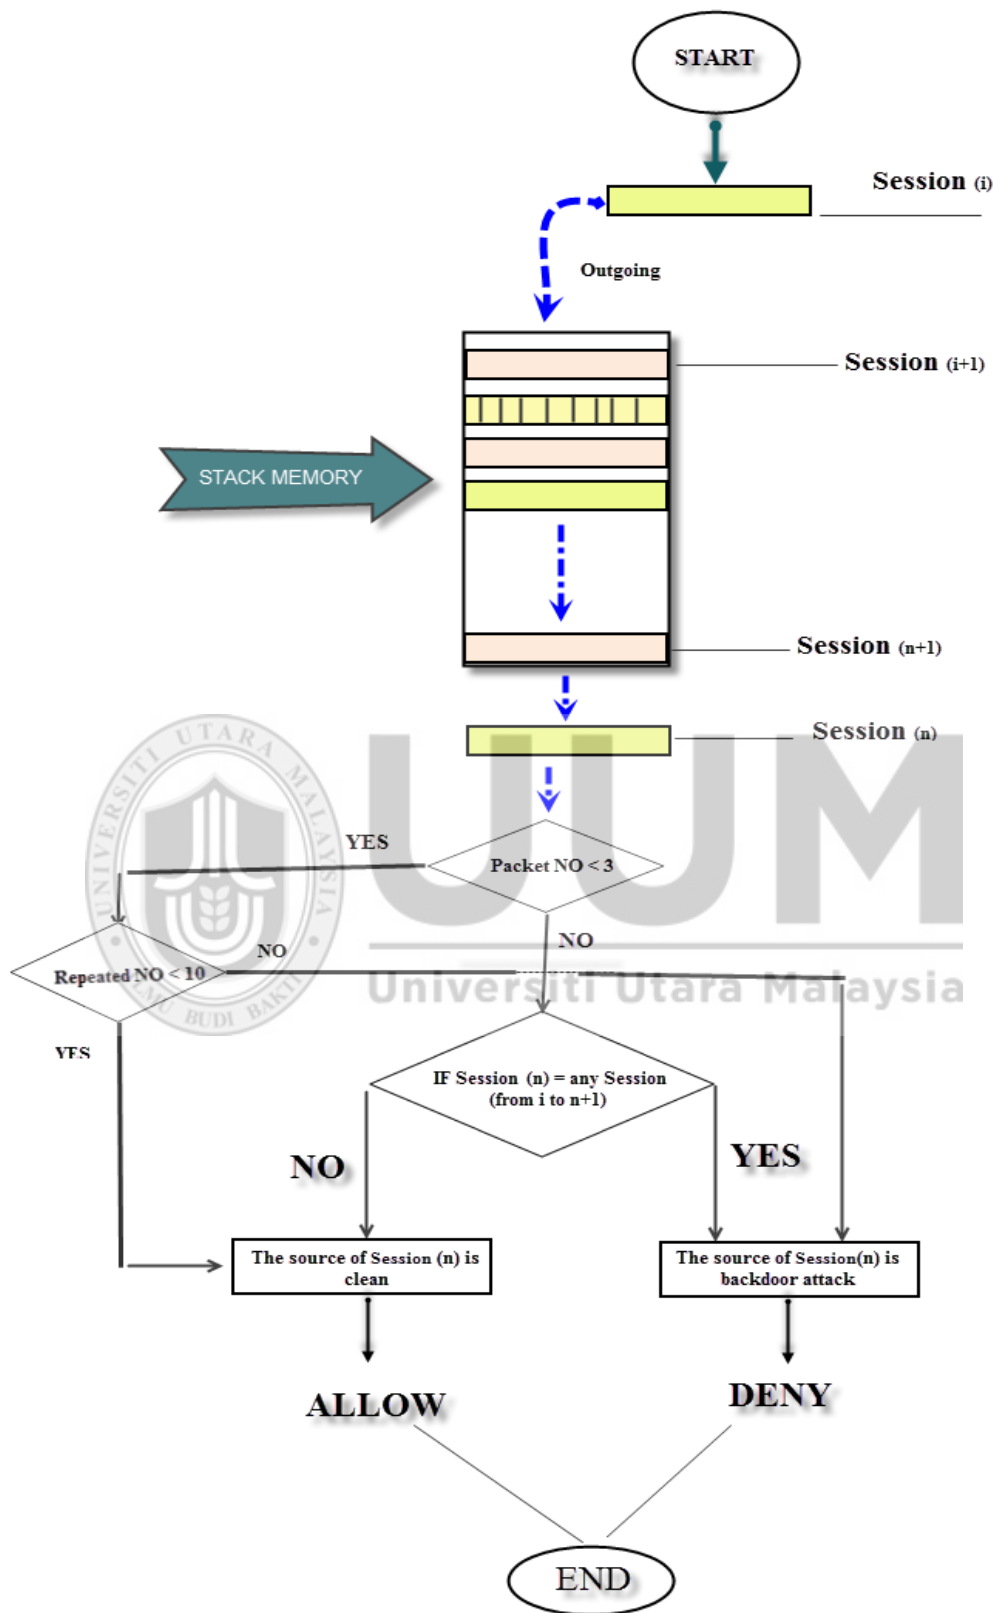 START
Session (i)
Outgoing
Session (i+1)
STACK MEMORY
Session (n+1)
Session (n)
UNIVERSITI UTARA MALAYSIA
UUM
YES
Packet NO < 3
NO
NO
Repeated NO < 10
Universiti Utara Malaysia
ILMU BUDI BAKTI
YES
IF Session (n) = any Session
(from i to n+1)
NO
YES
The source of Session (n) is
clean
The source of Session(n) is
backdoor attack
ALLOW
DENY
END